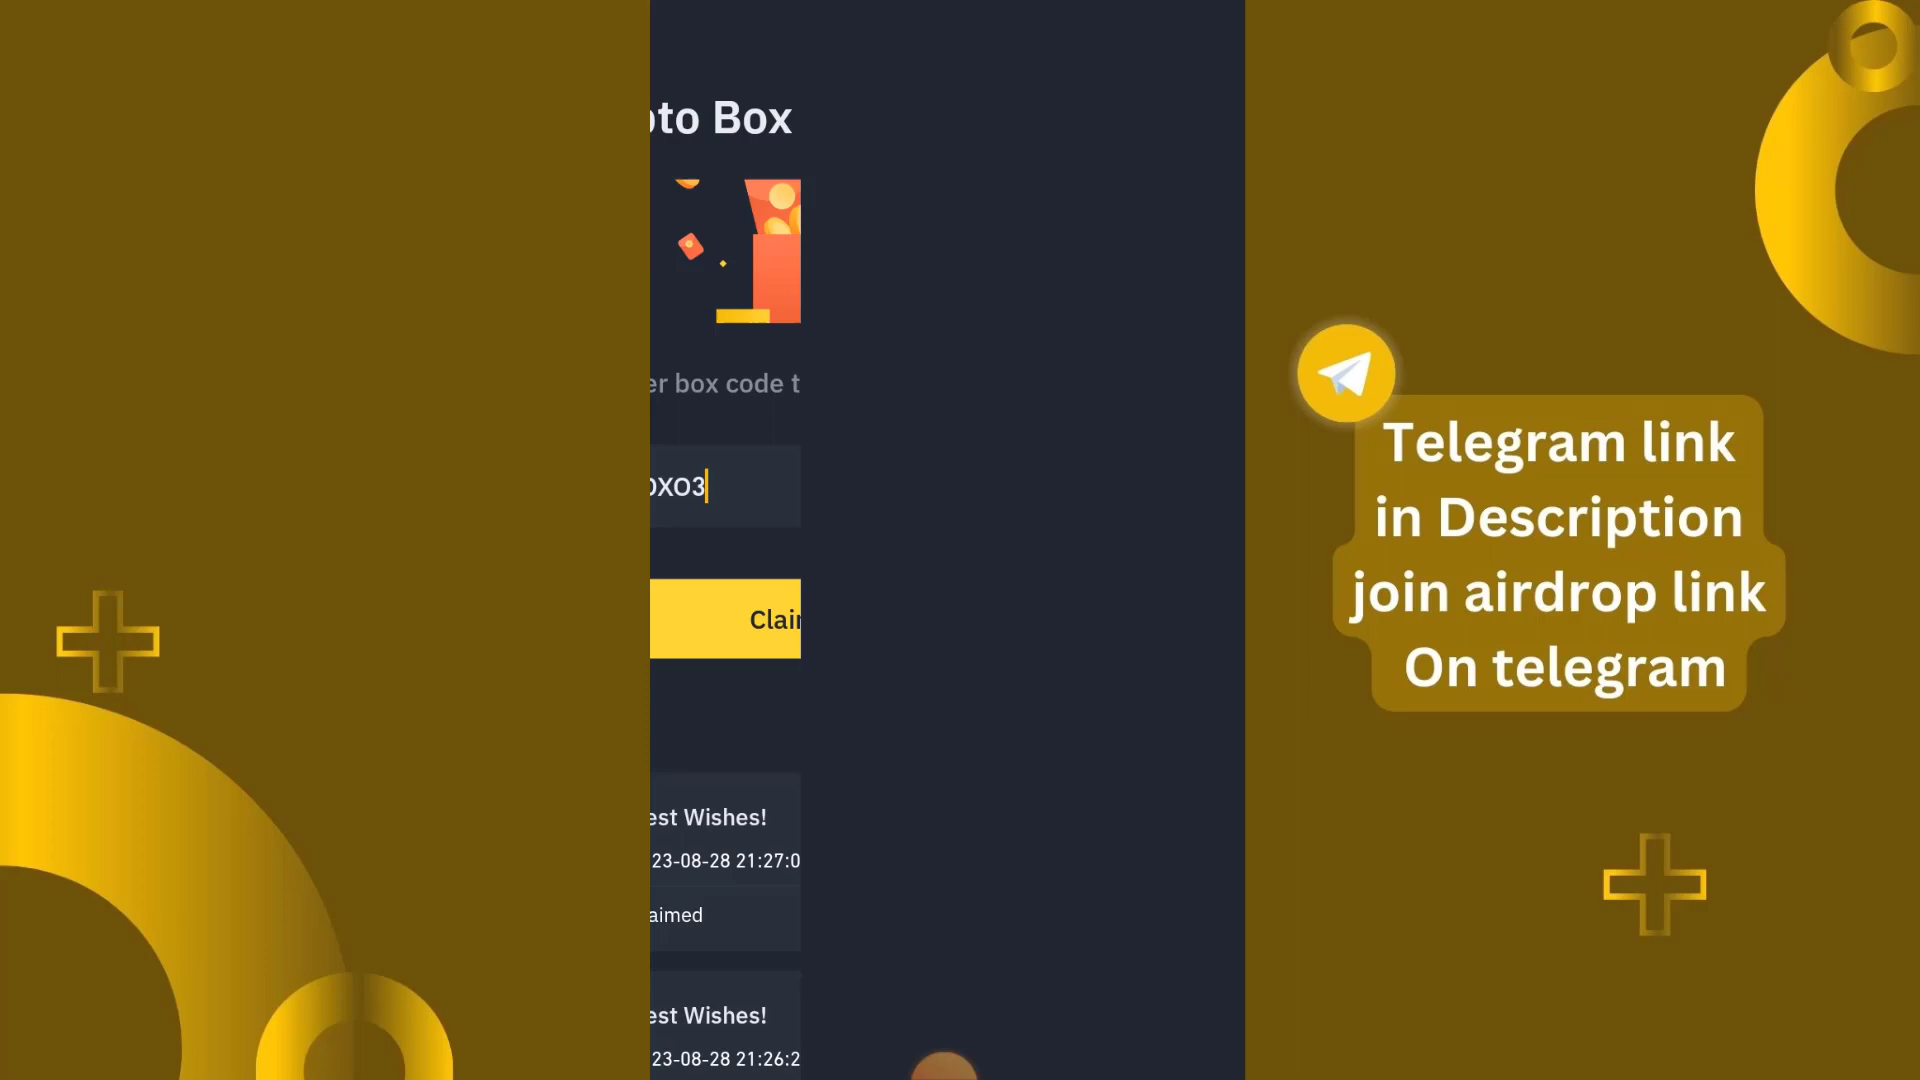 to Box
er box code t
OXO3
Clai
est Wishes!
23-08-28 21:27:0
aimed
est Wishes!
23-08-28 21:26:2
Telegram link
in Description
join airdrop link
On telegram